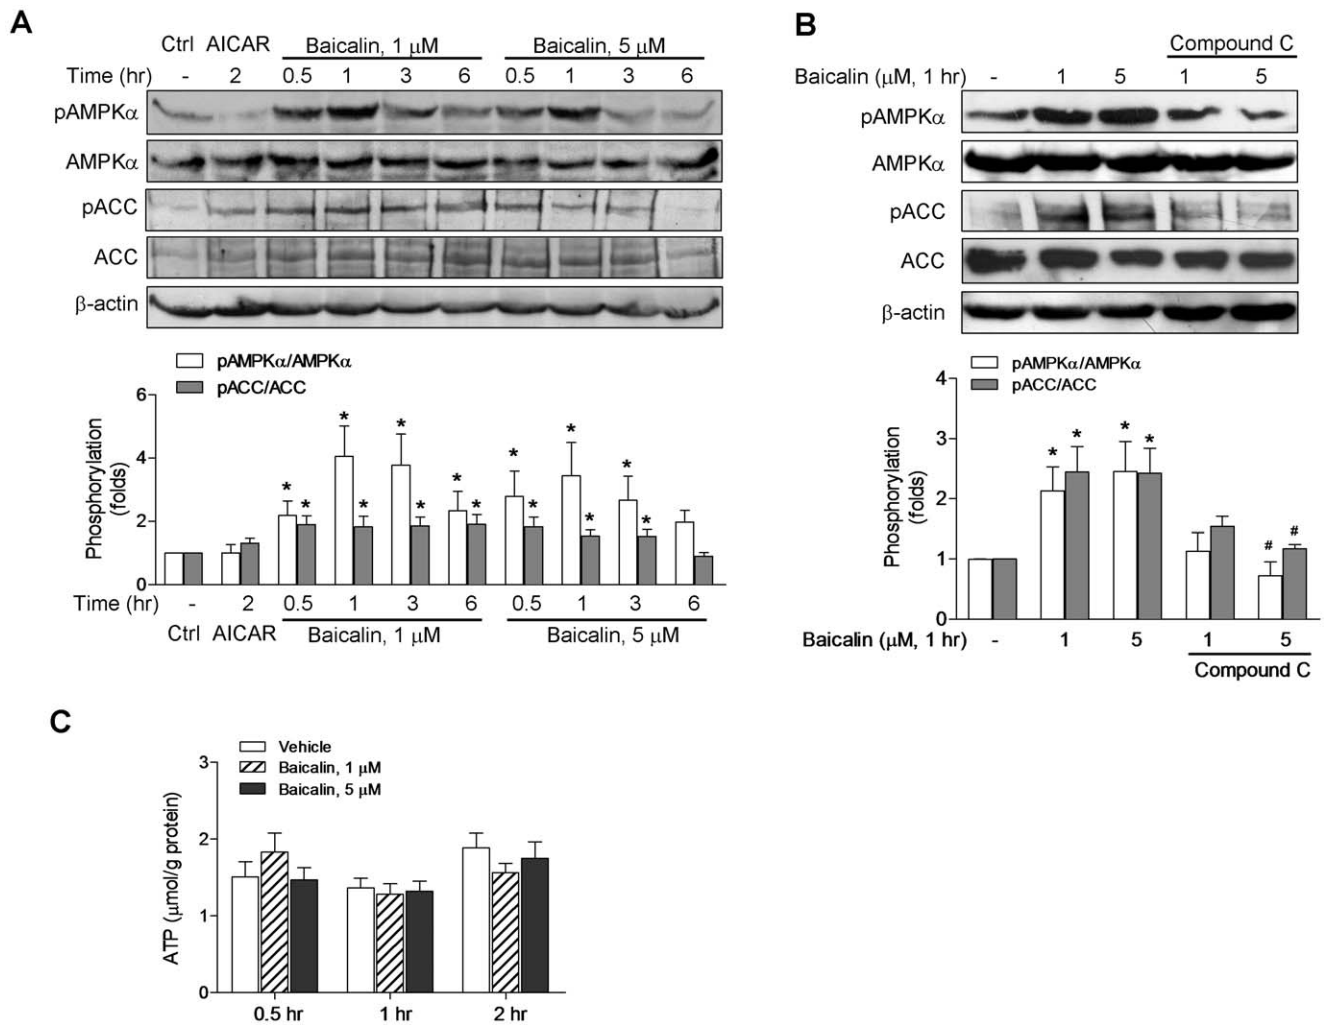 A
Ctrl AICAR Baicalin, 1 μM Baicalin, 5 μM
Time (hr) - 2 0.5 1 3 6 0.5 1 3 6
pAMPKα
AMPKα
pACC
ACC
β-actin
pAMPKα/AMPKα
pACC/ACC
Phosphorylation
(folds)
6
4
2
0
* * * * * * * * * * * * * *
Time (hr) - 2 0.5 1 3 6 0.5 1 3 6
Ctrl AICAR Baicalin, 1 μM Baicalin, 5 μM
B
Compound C
Baicalin (μM, 1 hr) - 1 5 1 5
pAMPKα
AMPKα
pACC
ACC
β-actin
pAMPKα/AMPKα
pACC/ACC
Phosphorylation
(folds)
4
3
2
1
0
* * * *
# #
Baicalin (μM, 1 hr) - 1 5 1 5
Compound C
C
Vehicle
Baicalin, 1 μM
Baicalin, 5 μM
ATP (μmol/g protein)
3
2
1
0
0.5 hr 1 hr 2 hr